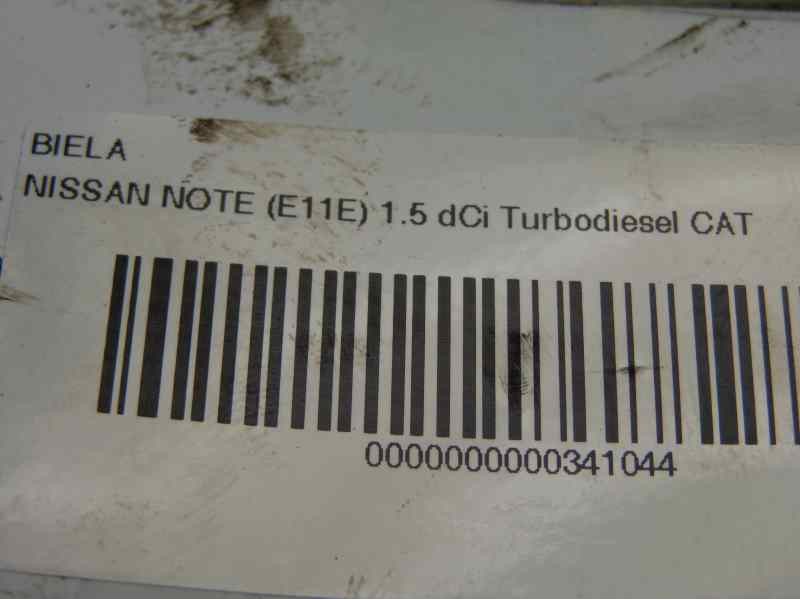 BIELA
NISSAN NOTE (E11E) 1.5 dCi Turbodiesel CAT
0000000000341044